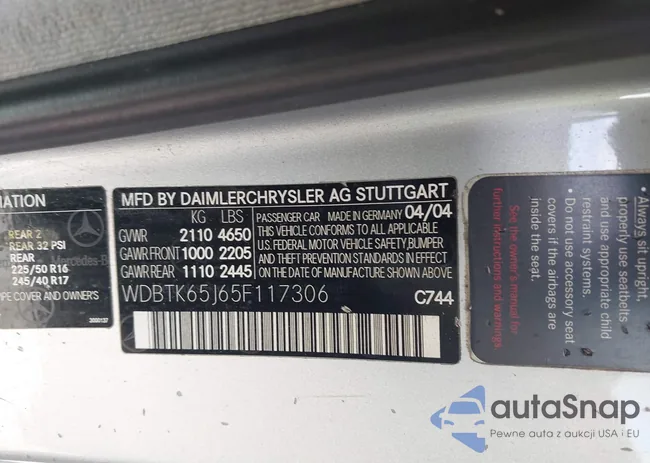 MATION
REAR 2
REAR 32 PSI
REAR
225/50 R16
245/40 R17
PE COVER AND OWNER'S
Mercedes-B
MFD BY DAIMLERCHRYSLER AG STUTTGART
KG LBS
GVWR 2110 4650
GAWR FRONT 1000 2205
GAWR REAR 1110 2445
PASSENGER CAR MADE IN GERMANY 04/04
THIS VEHICLE CONFORMS TO ALL APPLICABLE
U.S. FEDERAL MOTOR VEHICLE SAFETY, BUMPER
AND THEFT PREVENTION STANDARDS IN EFFECT
ON THE DATE OF MANUFACTURE SHOWN ABOVE
WDBTK65J65F117306
C744
• Always sit
properly use seatbelts
and appropriate child
restraint systems.
• Do not use accessory seat
covers if the airbags are
inside the seat.
See the owner's manual for
further instructions and warnings.
autoSnap
Pewne auta z aukcji USA i EU